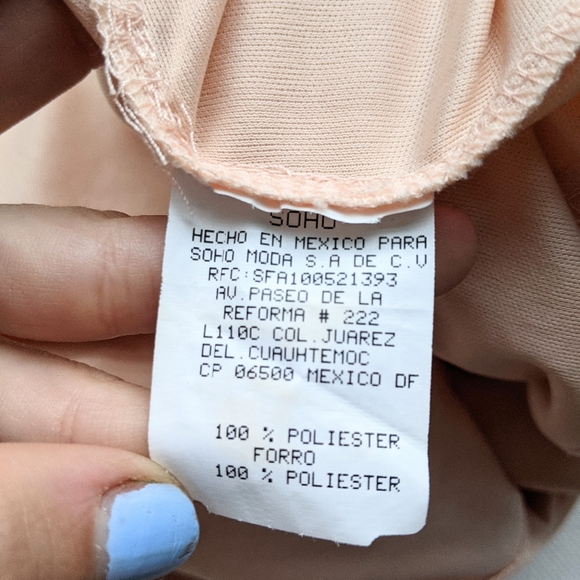 SOHO
HECHO EN MEXICO PARA
SOHO MODA S.A DE C.V
RFC:SFA100521393
AV.PASEO DE LA
REFORMA # 222
L110C COL.JUAREZ
DEL.CUAUHTEMOC
CP 06500 MEXICO DF
100 % POLIESTER
FORRO
100 % POLIESTER